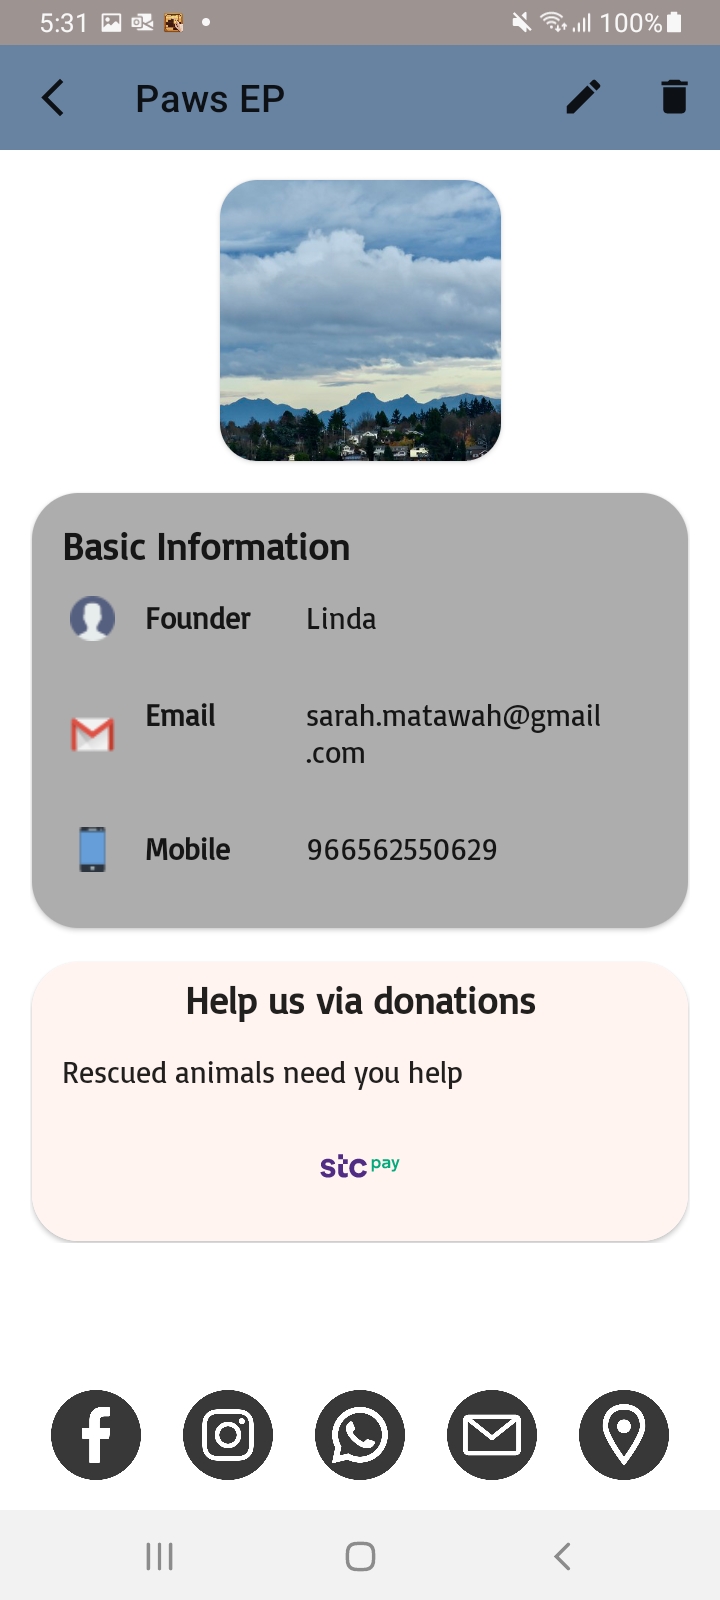 5:31 100%
Paws EP
Basic Information
Founder Linda
Email sarah.matawah@gmail
.com
Mobile 966562550629
Help us via donations
Rescued animals need you help
stc pay